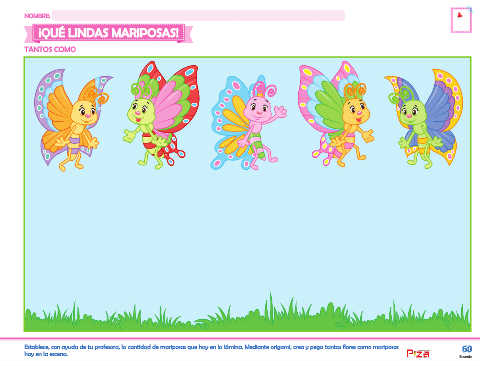 NOMBRE
¡QUÉ LINDAS MARIPOSAS!
TANTOS COMO
Establece, con ayuda de tu profesora, la cantidad de mariposas que hay en la lámina. Mediante origami, crea y pega tantas flores como mariposas
hay en la escena.
60